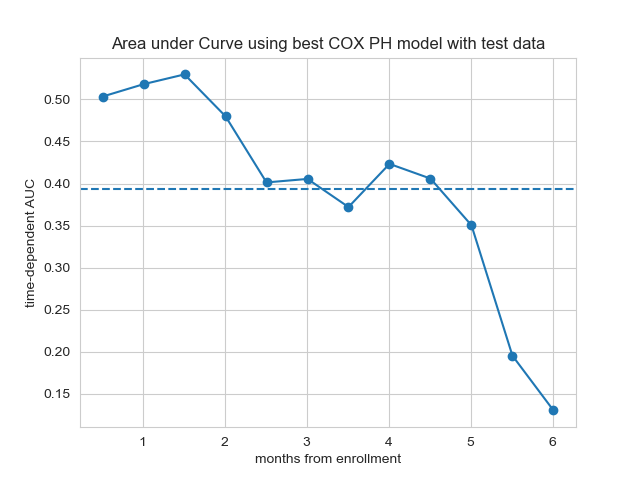 Area under Curve using best COX PH model with test data
time-dependent AUC
0.50
0.45
0.40
0.35
0.30
0.25
0.20
0.15
1 2 3 4 5 6
months from enrollment